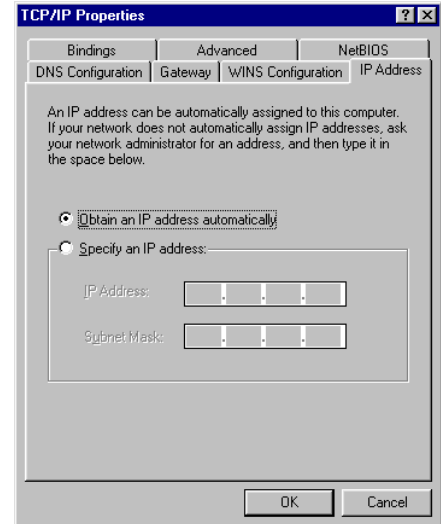 TCP/IP Properties
Bindings Advanced NetBIOS
DNS Configuration Gateway WINS Configuration IP Address
An IP address can be automatically assigned to this computer.
If your network does not automatically assign IP addresses, ask
your network administrator for an address, and then type it in
the space below.
Obtain an IP address automatically
Specify an IP address:
IP Address:
Subnet Mask:
OK Cancel